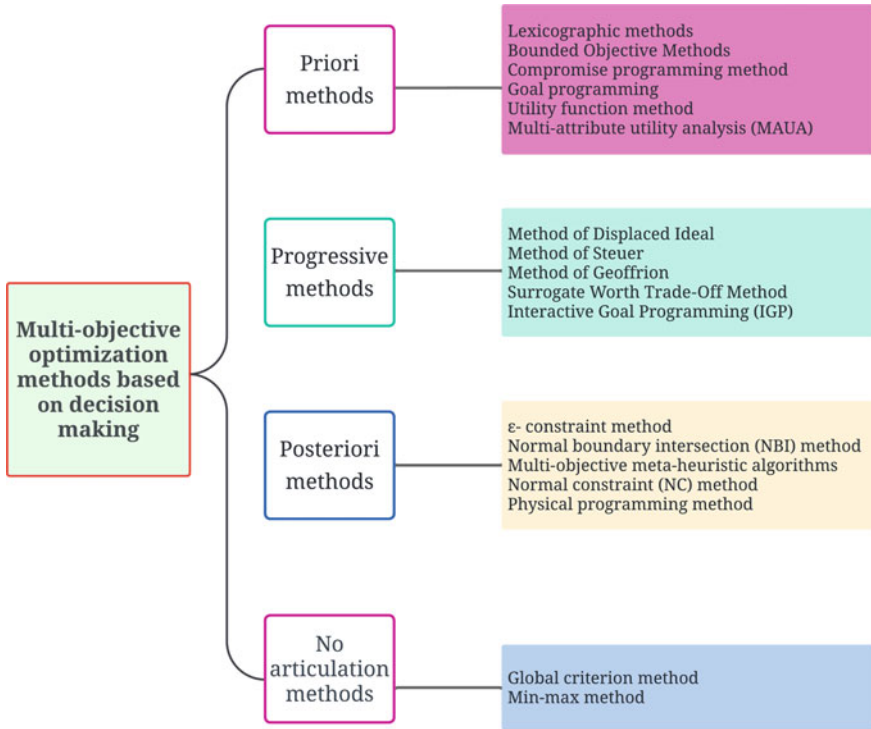 Multi-objective
optimization
methods based
on decision
making
Priori
methods
Lexicographic methods
Bounded Objective Methods
Compromise programming method
Goal programming
Utility function method
Multi-attribute utility analysis (MAUA)
Progressive
methods
Method of Displaced Ideal
Method of Steuer
Method of Geoffrion
Surrogate Worth Trade-Off Method
Interactive Goal Programming (IGP)
Posteriori
methods
ε- constraint method
Normal boundary intersection (NBI) method
Multi-objective meta-heuristic algorithms
Normal constraint (NC) method
Physical programming method
No
articulation
methods
Global criterion method
Min-max method